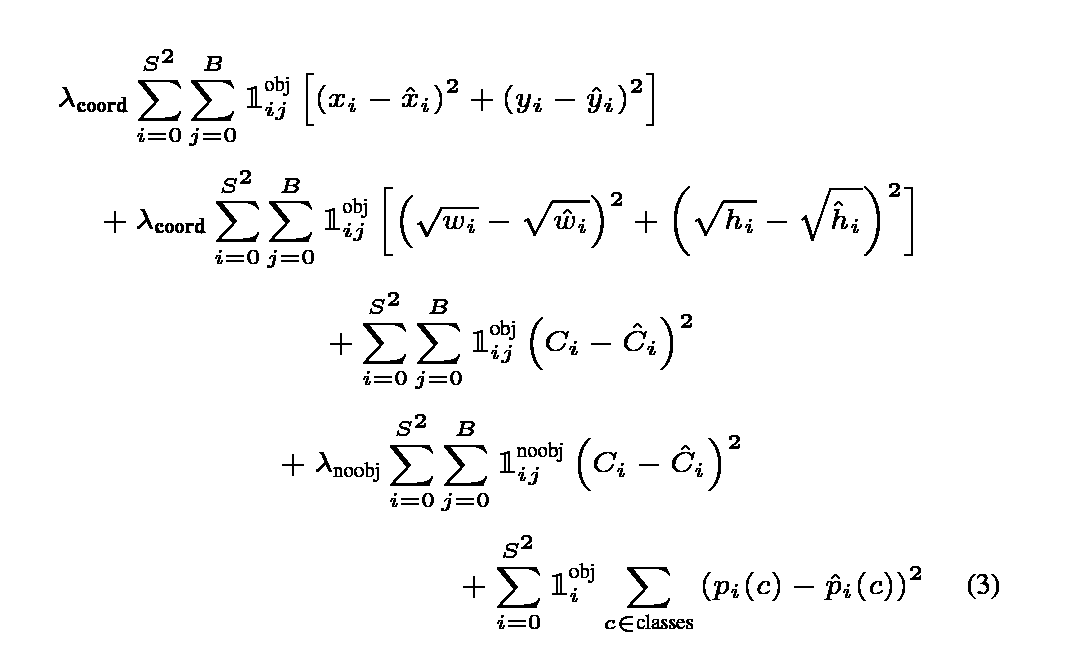 λ_coord ∑_{i=0}^{S^2} ∑_{j=0}^{B} 𝟙_{ij}^{obj} [(x_i − x̂_i)^2 + (y_i − ŷ_i)^2]
+ λ_coord ∑_{i=0}^{S^2} ∑_{j=0}^{B} 𝟙_{ij}^{obj} [(√w_i − √ŵ_i)^2 + (√h_i − √ĥ_i)^2]
+ ∑_{i=0}^{S^2} ∑_{j=0}^{B} 𝟙_{ij}^{obj} (C_i − Ĉ_i)^2
+ λ_noobj ∑_{i=0}^{S^2} ∑_{j=0}^{B} 𝟙_{ij}^{noobj} (C_i − Ĉ_i)^2
+ ∑_{i=0}^{S^2} 𝟙_i^{obj} ∑_{c∈classes} (p_i(c) − p̂_i(c))^2 (3)